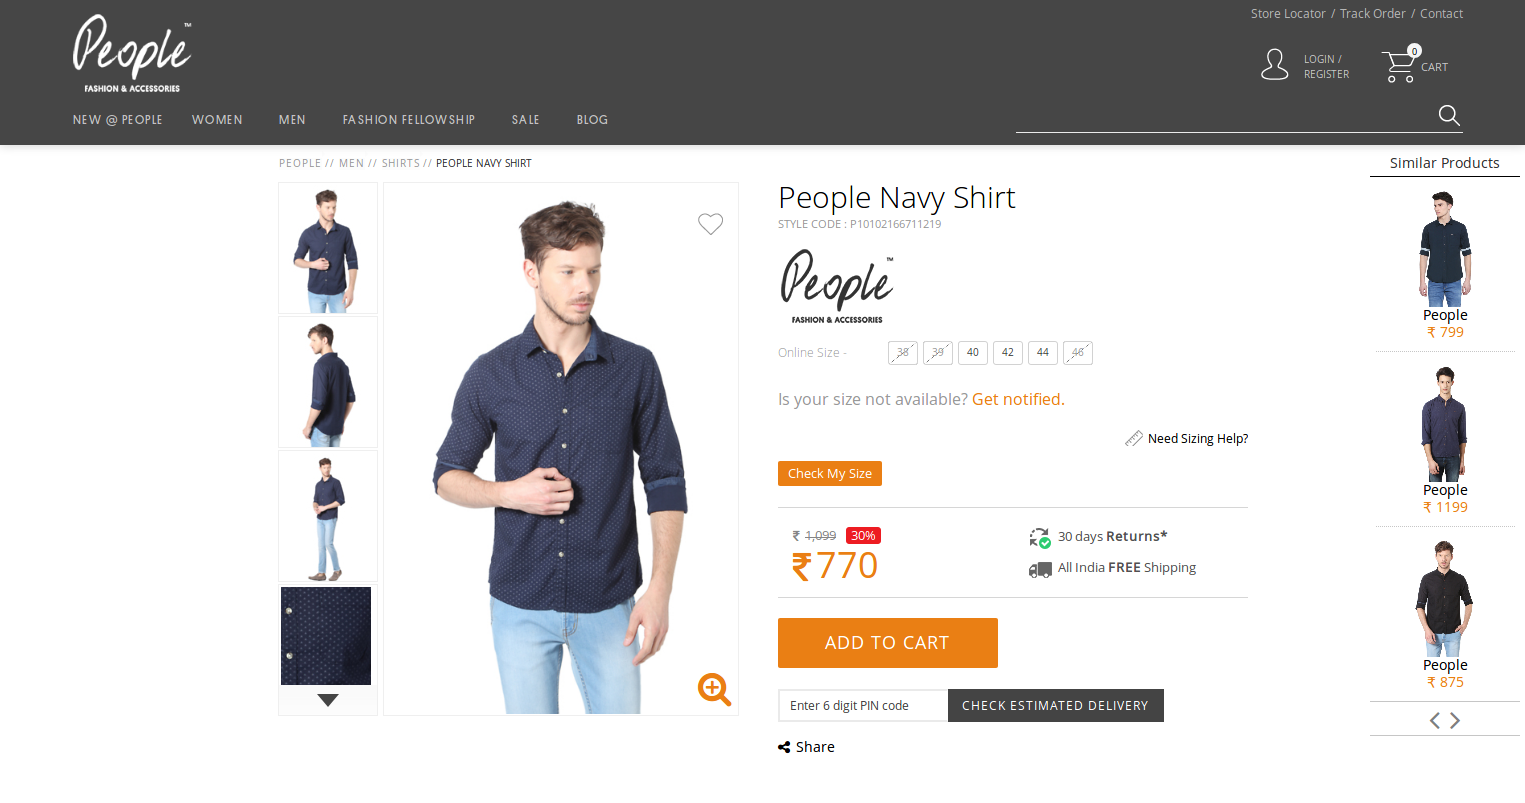 People™
FASHION & ACCESSORIES
Store Locator / Track Order / Contact
LOGIN /
REGISTER
0
CART
NEW @ PEOPLE WOMEN MEN FASHION FELLOWSHIP SALE BLOG
PEOPLE // MEN // SHIRTS // PEOPLE NAVY SHIRT
People Navy Shirt
STYLE CODE : P10102166711219
People™
FASHION & ACCESSORIES
Online Size - 38 39 40 42 44 46
Is your size not available? Get notified.
Need Sizing Help?
Check My Size
₹ 1,099 30%
₹770
30 days Returns*
All India FREE Shipping
ADD TO CART
Enter 6 digit PIN code CHECK ESTIMATED DELIVERY
Share
Similar Products
People
₹ 799
People
₹ 1199
People
₹ 875